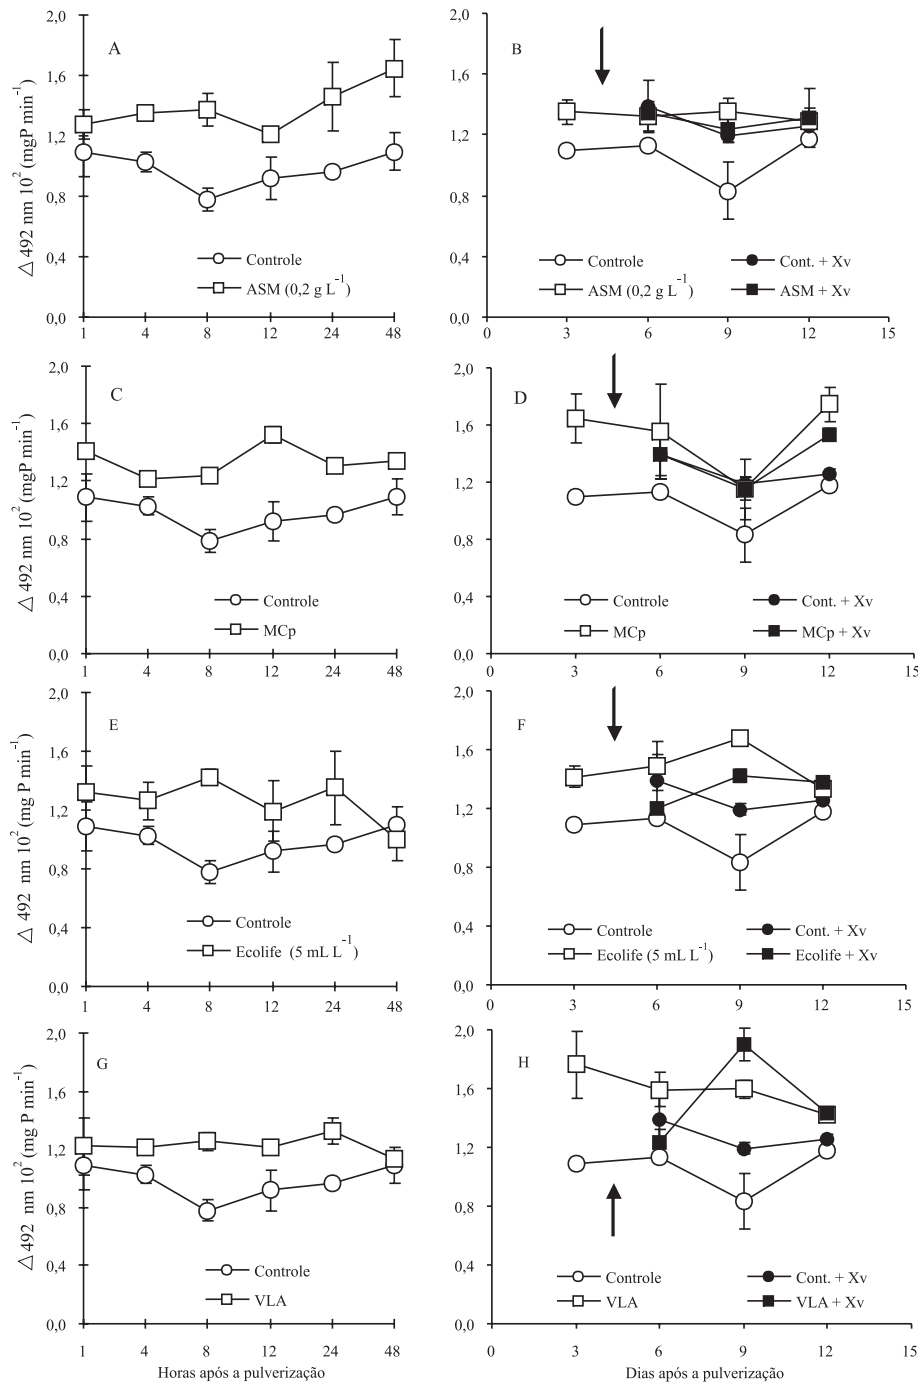 A
Δ 492 nm 10² (mgP min⁻¹)
2,0
1,6
1,2
0,8
0,4
0,0
1 4 8 12 24 48
Controle
ASM (0,2 g L⁻¹)
B
2,0
1,6
1,2
0,8
0,4
0,0
0 3 6 9 12 15
Controle
Cont. + Xv
ASM (0,2 g L⁻¹)
ASM + Xv
C
Δ 492 nm 10² (mgP min⁻¹)
2,0
1,6
1,2
0,8
0,4
0,0
1 4 8 12 24 48
Controle
MCp
D
2,0
1,6
1,2
0,8
0,4
0,0
0 3 6 9 12 15
Controle
Cont. + Xv
MCp
MCp + Xv
E
Δ 492 nm 10² (mg P min⁻¹)
2,0
1,6
1,2
0,8
0,4
0,0
1 4 8 12 24 48
Controle
Ecolife (5 mL L⁻¹)
F
2,0
1,6
1,2
0,8
0,4
0,0
0 3 6 9 12 15
Controle
Cont. + Xv
Ecolife (5 mL L⁻¹)
Ecolife + Xv
G
Δ 492 nm 10² (mg P min⁻¹)
2,0
1,6
1,2
0,8
0,4
0,0
1 4 8 12 24 48
Controle
VLA
Horas após a pulverização
H
2,0
1,6
1,2
0,8
0,4
0,0
0 3 6 9 12 15
Controle
Cont. + Xv
VLA
VLA + Xv
Dias após a pulverização